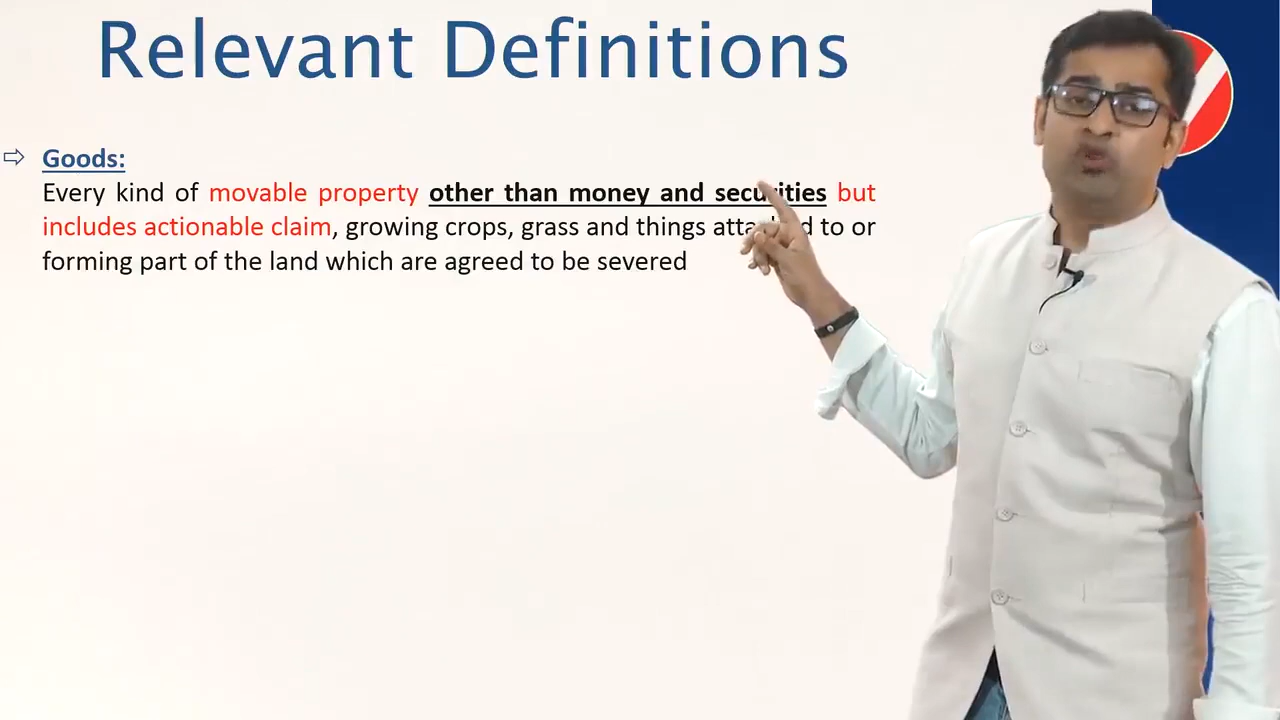 Relevant Definitions
⇨ Goods:
Every kind of movable property other than money and securities but
includes actionable claim, growing crops, grass and things attached to or
forming part of the land which are agreed to be severed